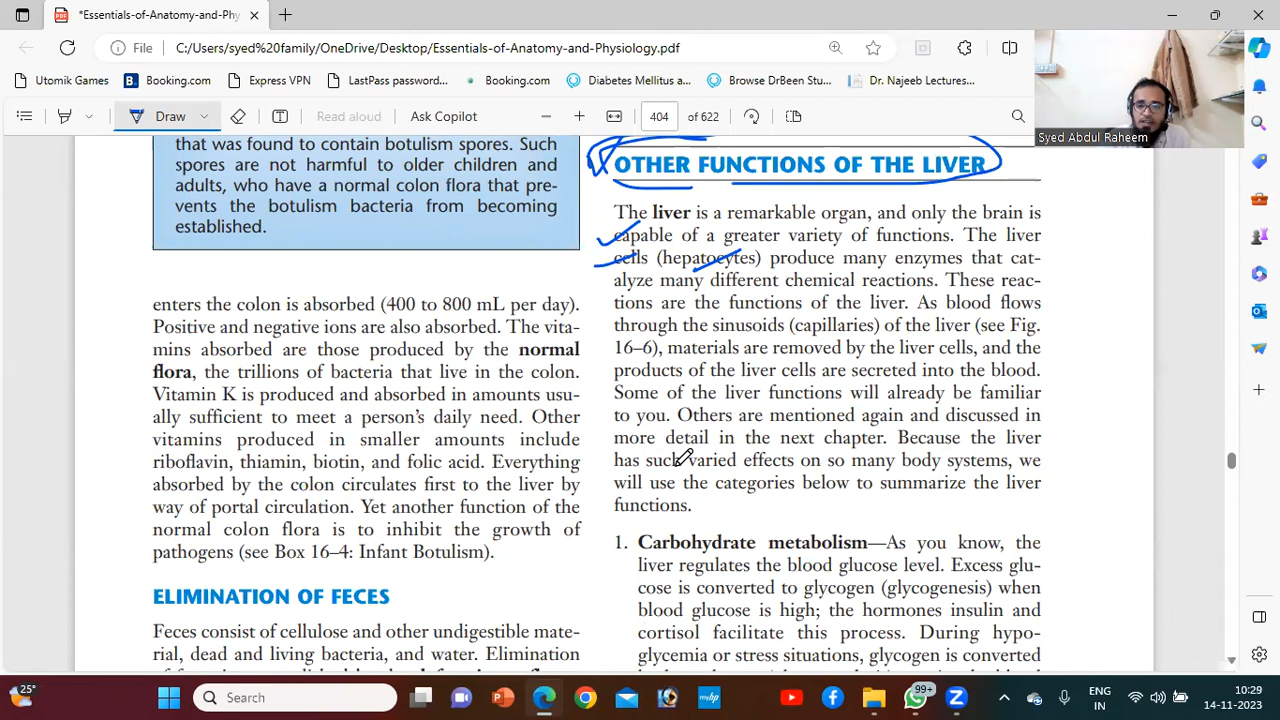 *Essentials-of-Anatomy-and-Phy
File
C:/Users/syed%20family/OneDrive/Desktop/Essentials-of-Anatomy-and-Physiology.pdf
Utomik Games
Booking.com
Express VPN
LastPass password...
Booking.com
Diabetes Mellitus a...
Browse DrBeen Stu...
Dr. Najeeb Lectures...
Draw
Read aloud
Ask Copilot
404 of 622
Syed Abdul Raheem
that was found to contain botulism spores. Such
spores are not harmful to older children and
adults, who have a normal colon flora that pre-
vents the botulism bacteria from becoming
established.
enters the colon is absorbed (400 to 800 mL per day).
Positive and negative ions are also absorbed. The vita-
mins absorbed are those produced by the normal
flora, the trillions of bacteria that live in the colon.
Vitamin K is produced and absorbed in amounts usu-
ally sufficient to meet a person's daily need. Other
vitamins produced in smaller amounts include
riboflavin, thiamin, biotin, and folic acid. Everything
absorbed by the colon circulates first to the liver by
way of portal circulation. Yet another function of the
normal colon flora is to inhibit the growth of
pathogens (see Box 16–4: Infant Botulism).
ELIMINATION OF FECES
Feces consist of cellulose and other undigestible mate-
rial, dead and living bacteria, and water. Elimination
OTHER FUNCTIONS OF THE LIVER
The liver is a remarkable organ, and only the brain is
capable of a greater variety of functions. The liver
cells (hepatocytes) produce many enzymes that cat-
alyze many different chemical reactions. These reac-
tions are the functions of the liver. As blood flows
through the sinusoids (capillaries) of the liver (see Fig.
16–6), materials are removed by the liver cells, and the
products of the liver cells are secreted into the blood.
Some of the liver functions will already be familiar
to you. Others are mentioned again and discussed in
more detail in the next chapter. Because the liver
has such varied effects on so many body systems, we
will use the categories below to summarize the liver
functions.
1. Carbohydrate metabolism—As you know, the
liver regulates the blood glucose level. Excess glu-
cose is converted to glycogen (glycogenesis) when
blood glucose is high; the hormones insulin and
cortisol facilitate this process. During hypo-
glycemia or stress situations, glycogen is converted
25°
Search
99+
ENG
IN
10:29
14-11-2023